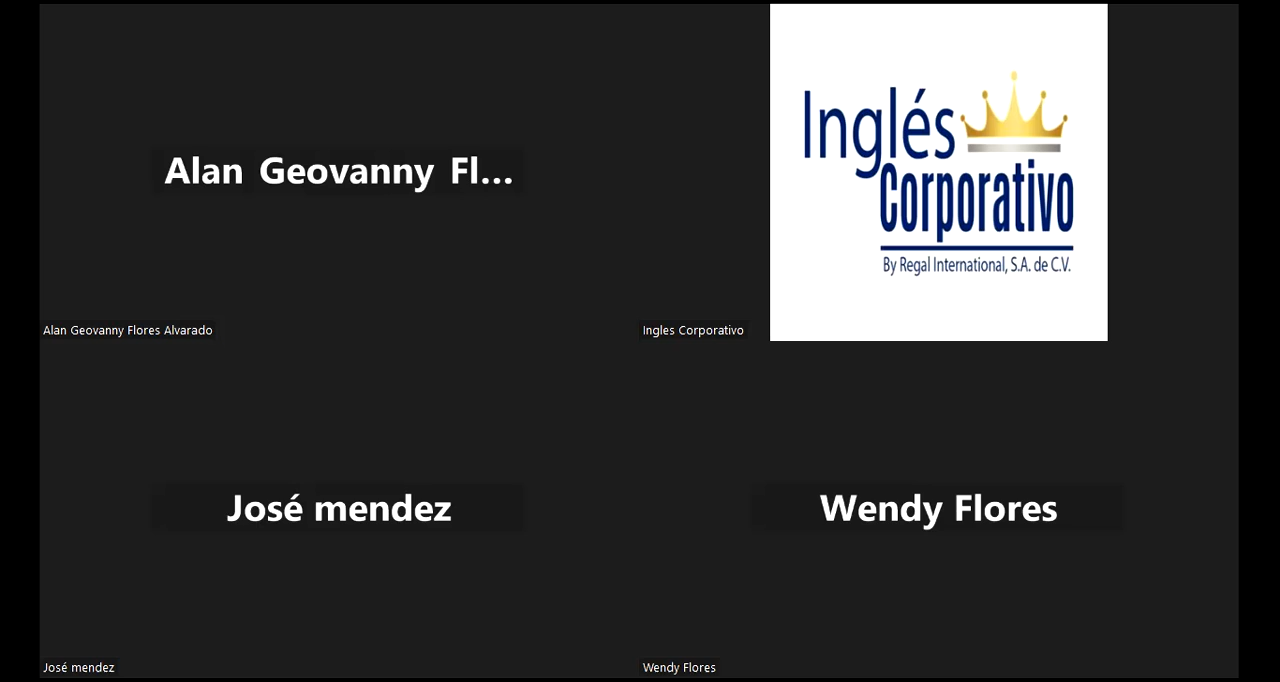 Alan Geovanny Fl...
Alan Geovanny Flores Alvarado
Inglés
Corporativo
By Regal International, S.A. de C.V.
Ingles Corporativo
José mendez
José mendez
Wendy Flores
Wendy Flores